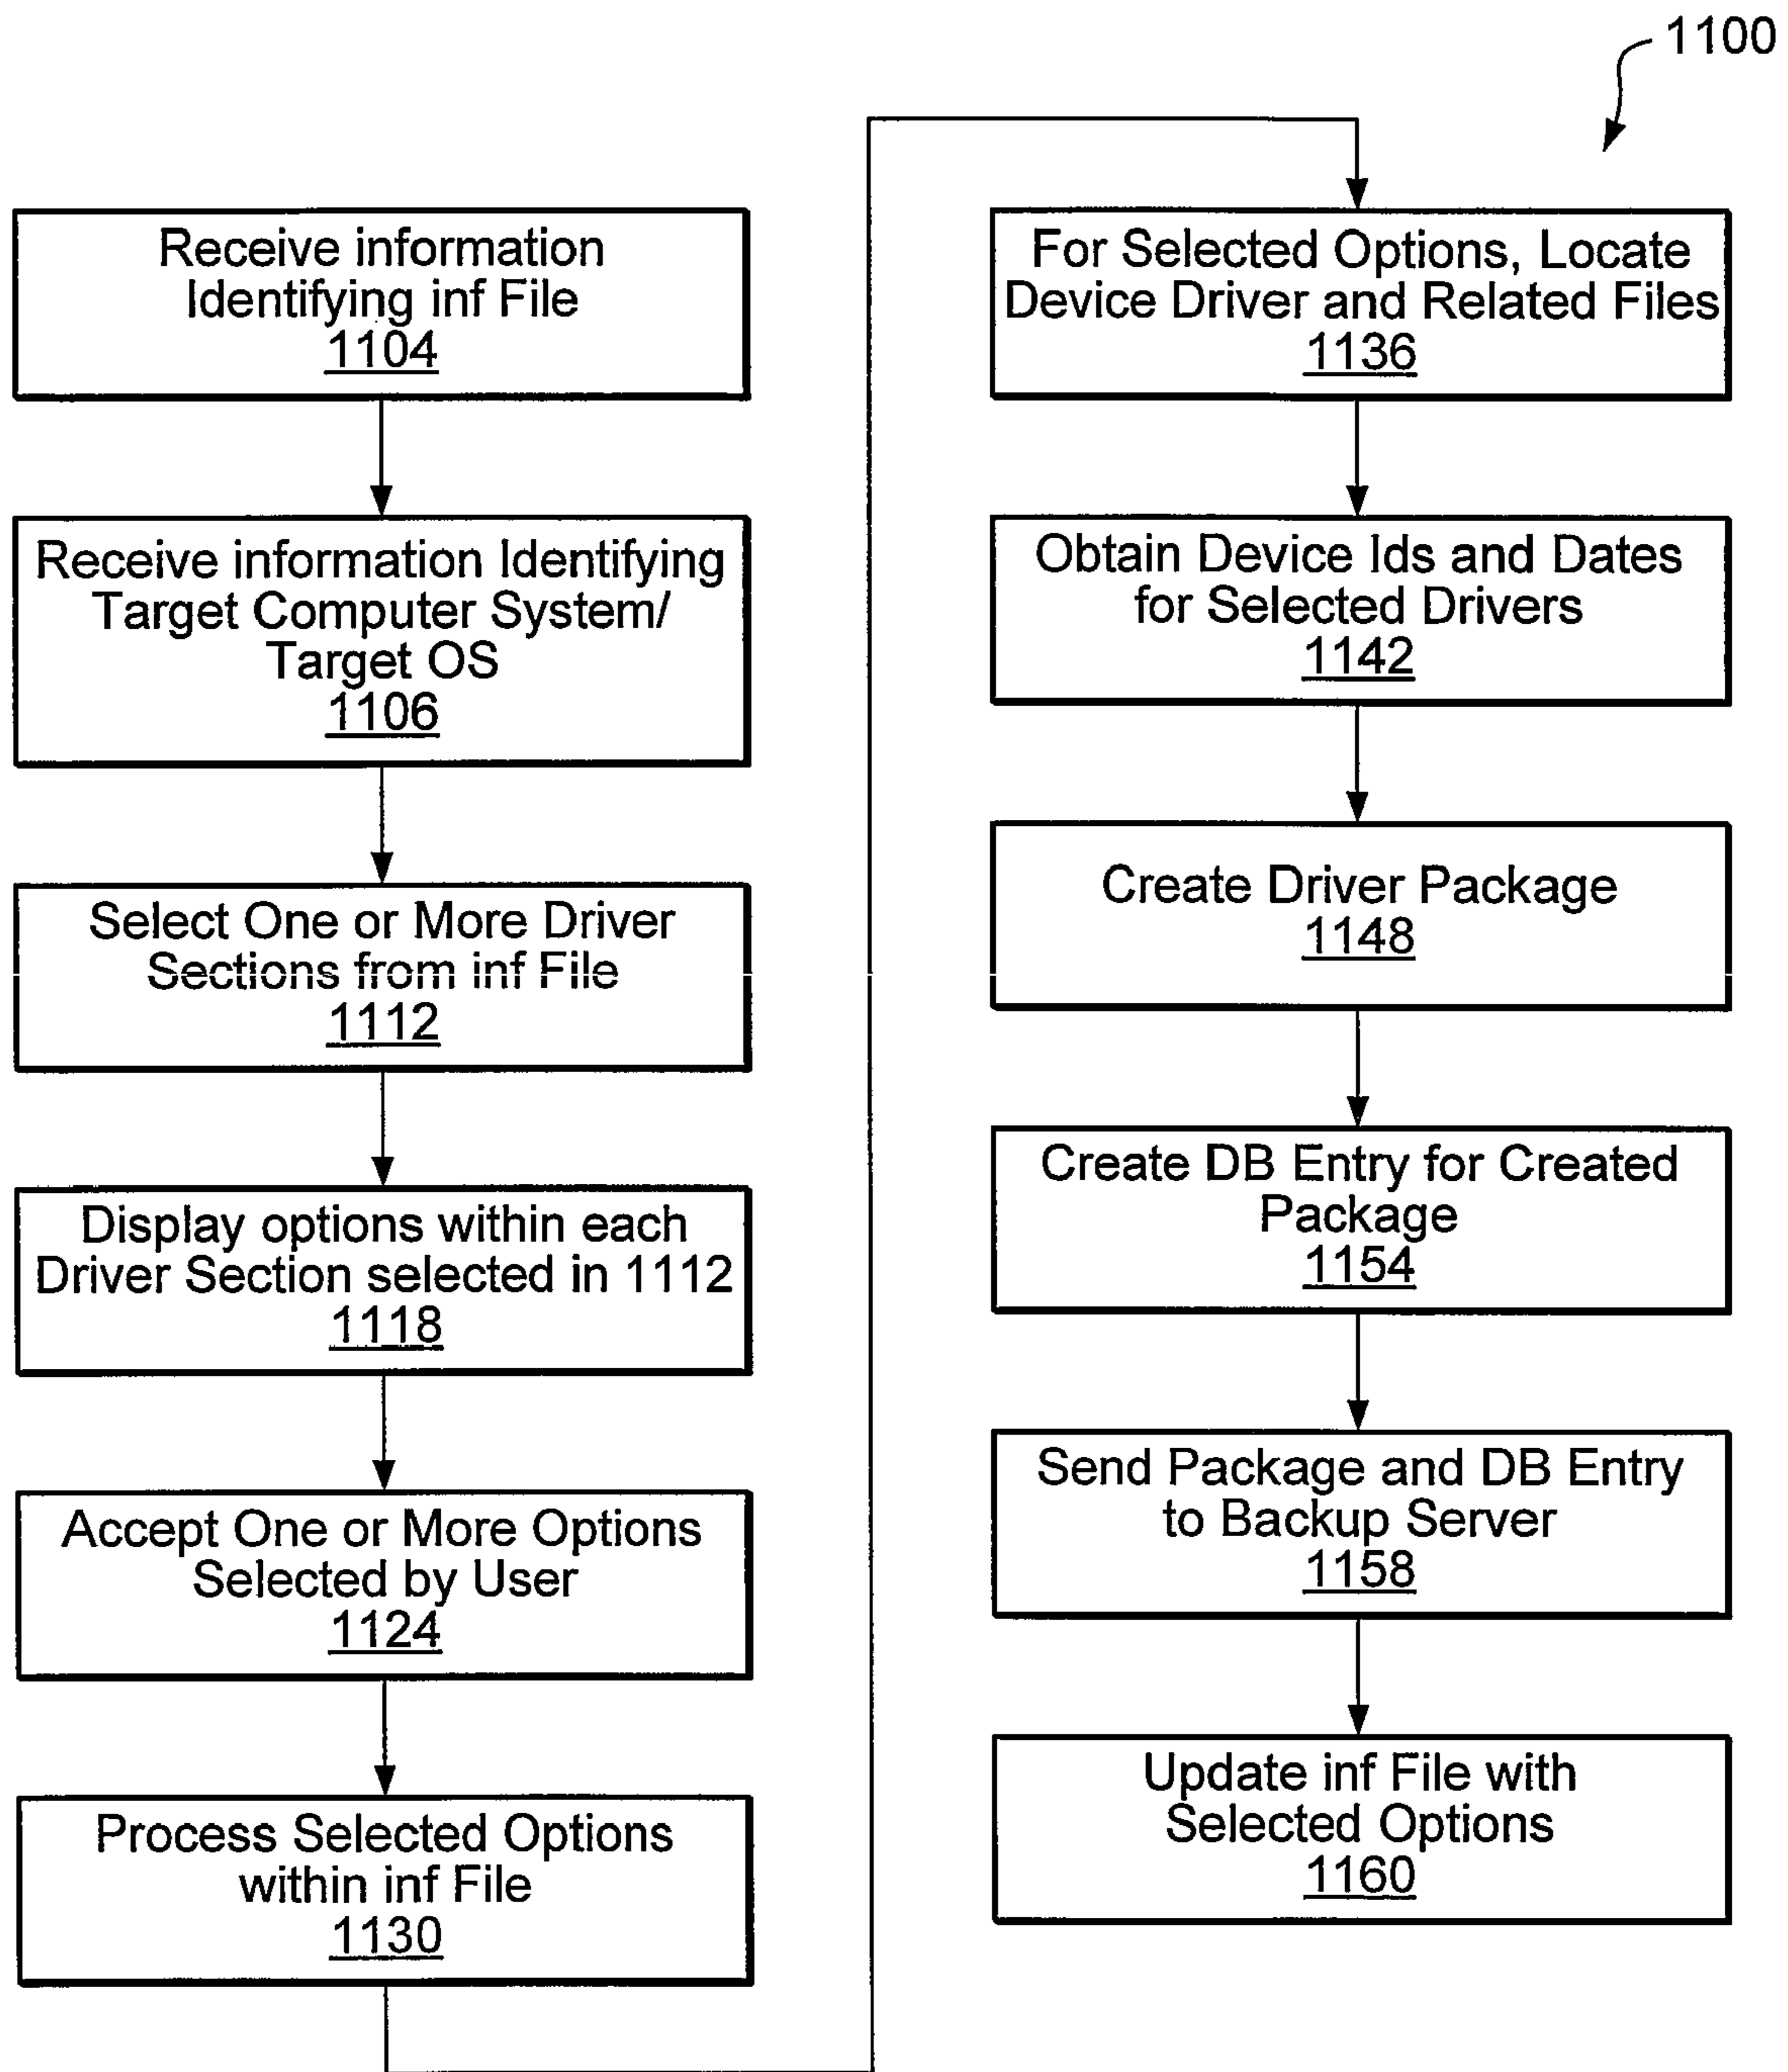 1100
Receive information
Identifying inf File
1104
Receive information Identifying
Target Computer System/
Target OS
1106
Select One or More Driver
Sections from inf File
1112
Display options within each
Driver Section selected in 1112
1118
Accept One or More Options
Selected by User
1124
Process Selected Options
within inf File
1130
For Selected Options, Locate
Device Driver and Related Files
1136
Obtain Device Ids and Dates
for Selected Drivers
1142
Create Driver Package
1148
Create DB Entry for Created
Package
1154
Send Package and DB Entry
to Backup Server
1158
Update inf File with
Selected Options
1160